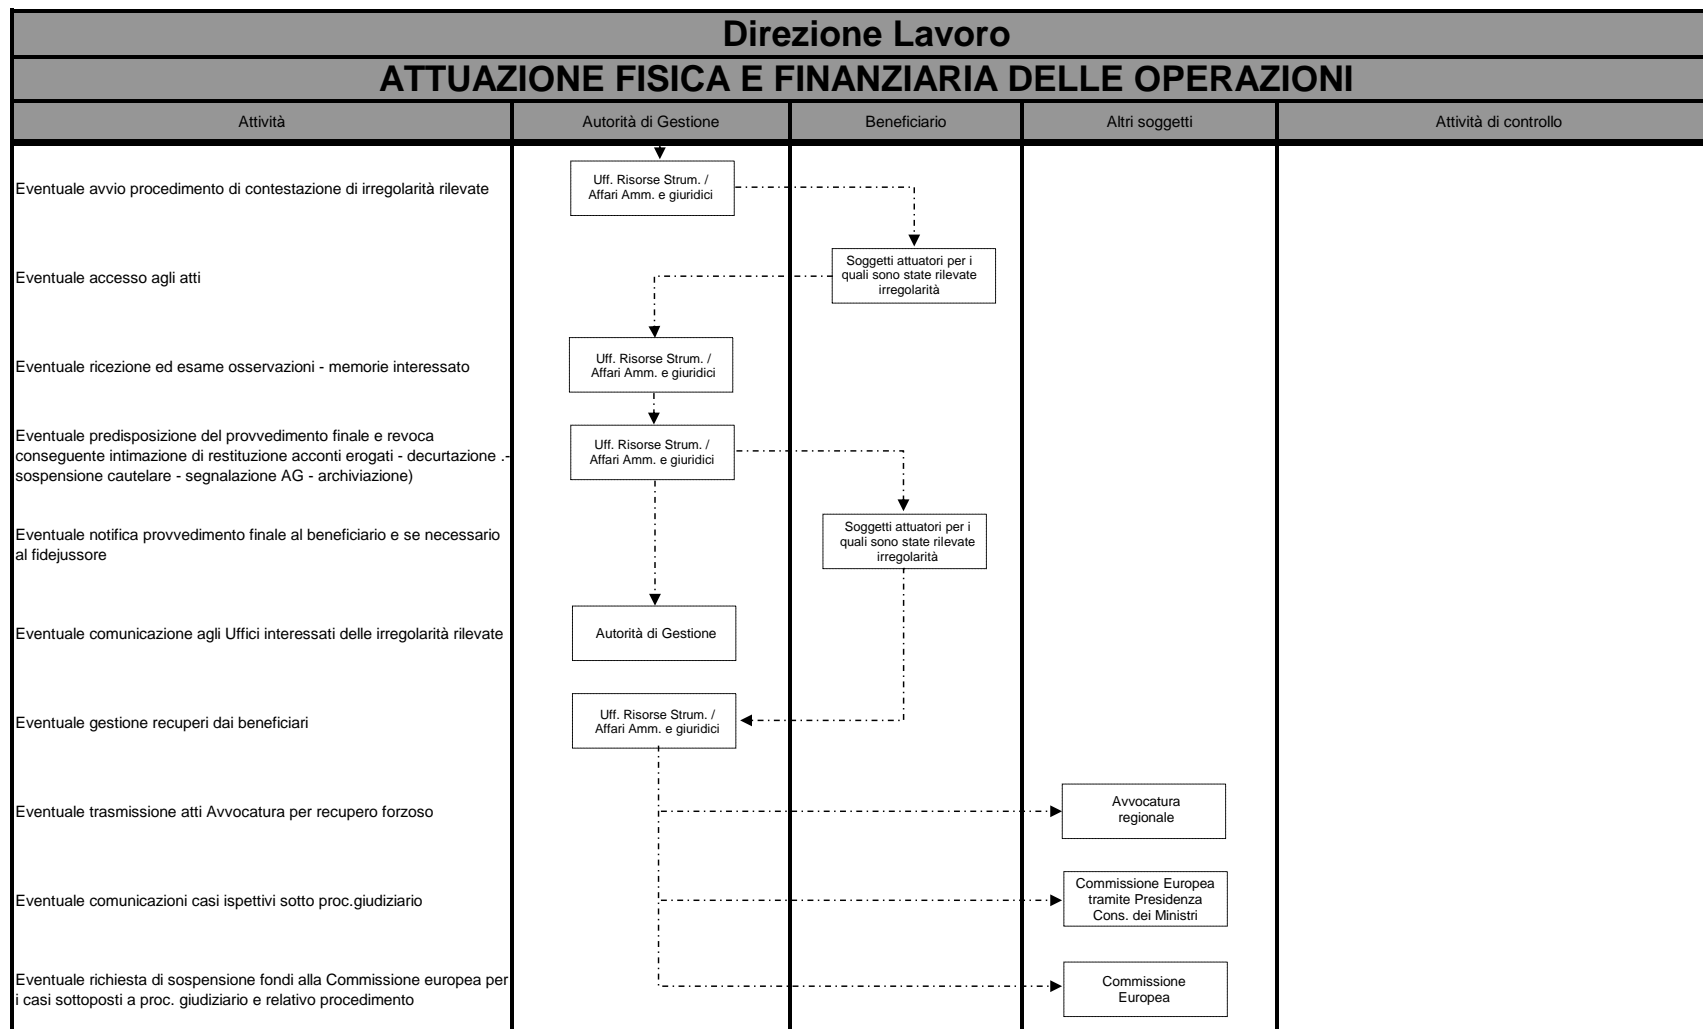 Direzione Lavoro
ATTUAZIONE FISICA E FINANZIARIA DELLE OPERAZIONI
Attività
Autorità di Gestione
Beneficiario
Altri soggetti
Attività di controllo
Eventuale avvio procedimento di contestazione di irregolarità rilevate
Uff. Risorse Strum. /
Affari Amm. e giuridici
Eventuale accesso agli atti
Soggetti attuatori per i
quali sono state rilevate
irregolarità
Eventuale ricezione ed esame osservazioni - memorie interessato
Uff. Risorse Strum. /
Affari Amm. e giuridici
Eventuale predisposizione del provvedimento finale e revoca
conseguente intimazione di restituzione acconti erogati - decurtazione .-
sospensione cautelare - segnalazione AG - archiviazione)
Uff. Risorse Strum. /
Affari Amm. e giuridici
Eventuale notifica provvedimento finale al beneficiario e se necessario
al fidejussore
Soggetti attuatori per i
quali sono state rilevate
irregolarità
Eventuale comunicazione agli Uffici interessati delle irregolarità rilevate
Autorità di Gestione
Eventuale gestione recuperi dai beneficiari
Uff. Risorse Strum. /
Affari Amm. e giuridici
Eventuale trasmissione atti Avvocatura per recupero forzoso
Avvocatura
regionale
Eventuale comunicazioni casi ispettivi sotto proc.giudiziario
Commissione Europea
tramite Presidenza
Cons. dei Ministri
Eventuale richiesta di sospensione fondi alla Commissione europea per
i casi sottoposti a proc. giudiziario e relativo procedimento
Commissione
Europea